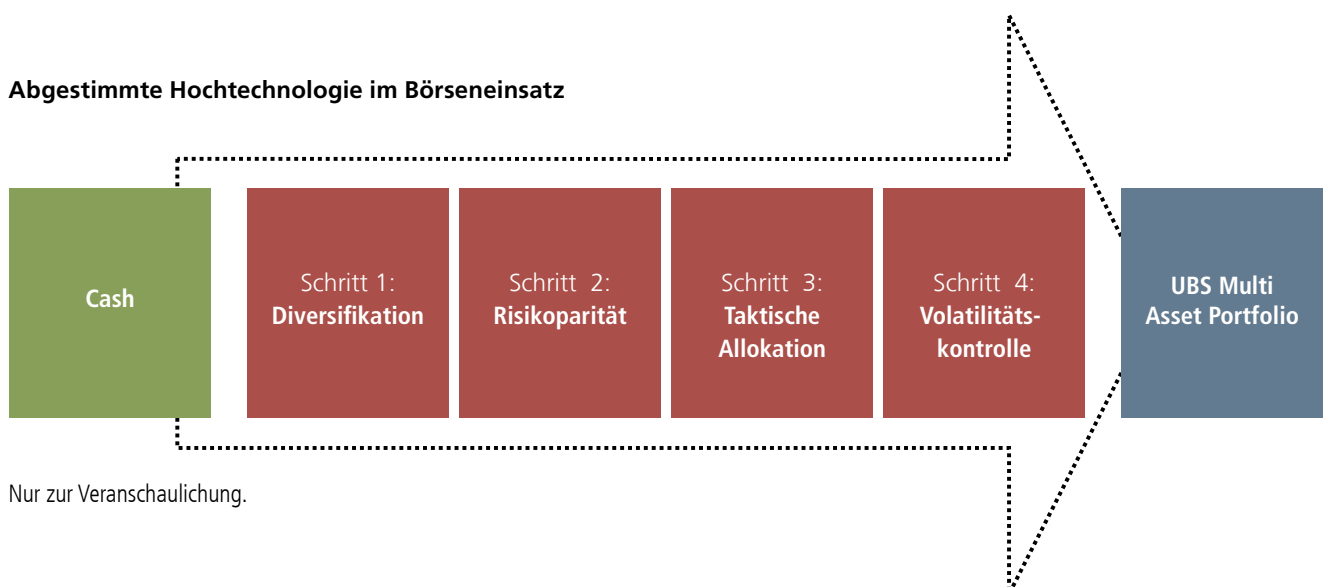 Abgestimmte Hochtechnologie im Börseneinsatz
Cash
Schritt 1:
Diversifikation
Schritt 2:
Risikoparität
Schritt 3:
Taktische
Allokation
Schritt 4:
Volatilitäts-
kontrolle
UBS Multi
Asset Portfolio
Nur zur Veranschaulichung.